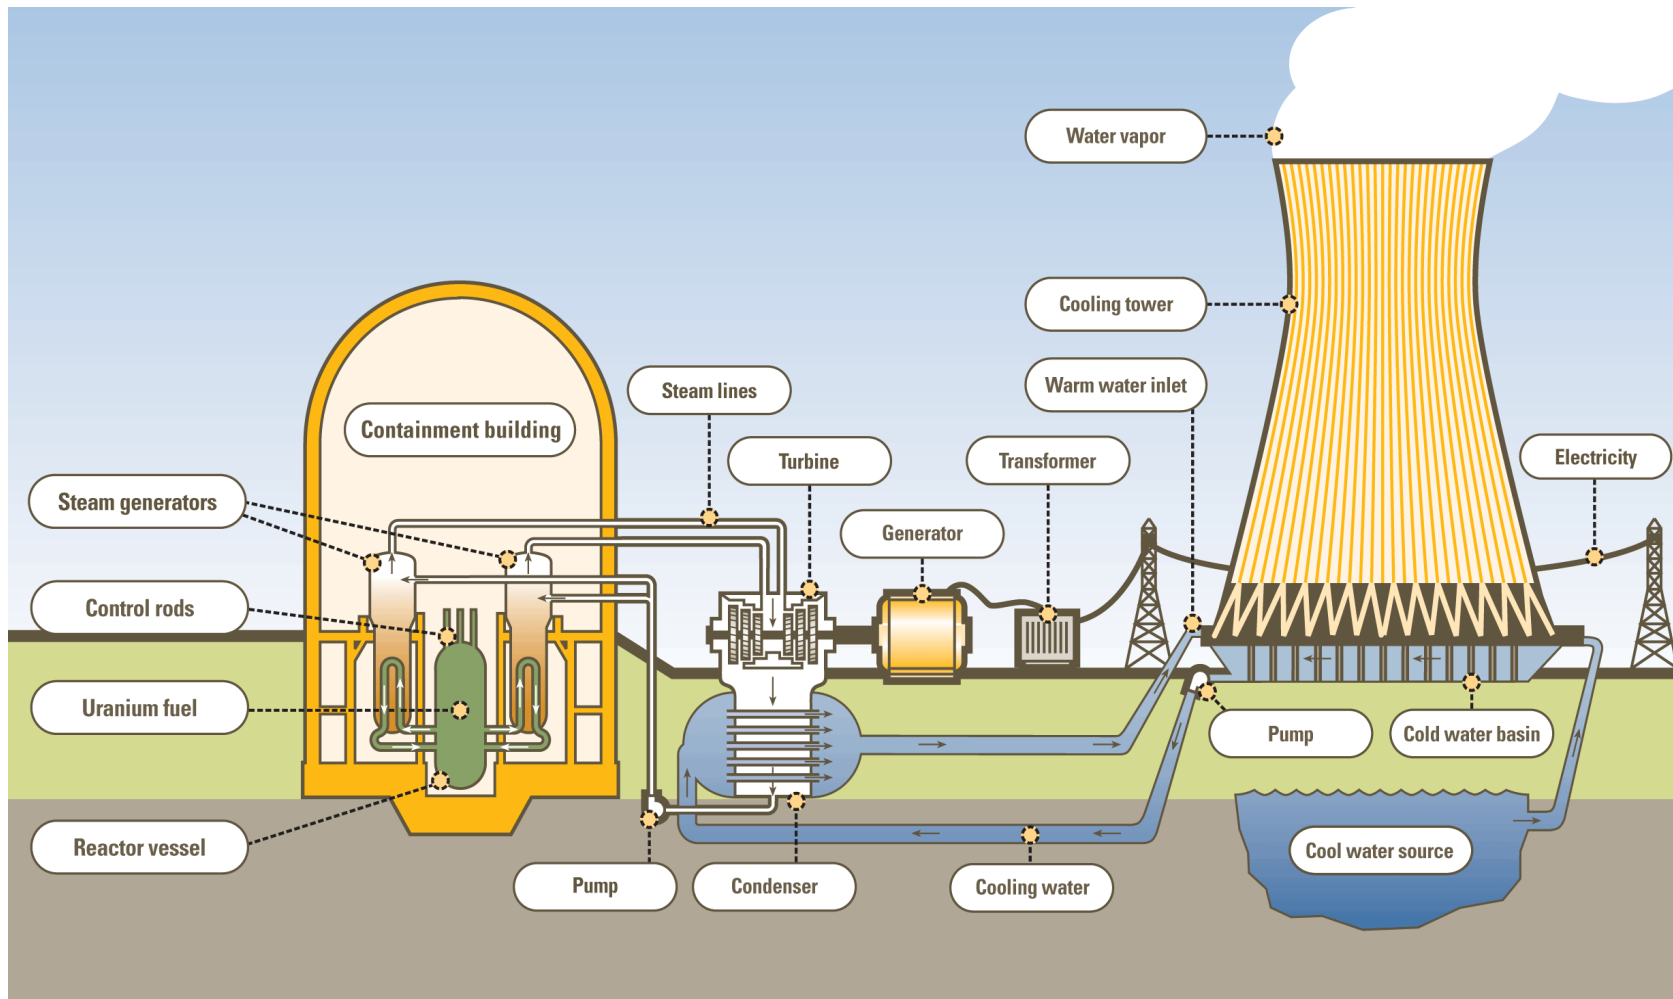 Water vapor
Cooling tower
Steam lines
Warm water inlet
Containment building
Turbine
Transformer
Electricity
Steam generators
Generator
Control rods
Uranium fuel
Pump
Cold water basin
Reactor vessel
Cool water source
Pump
Condenser
Cooling water